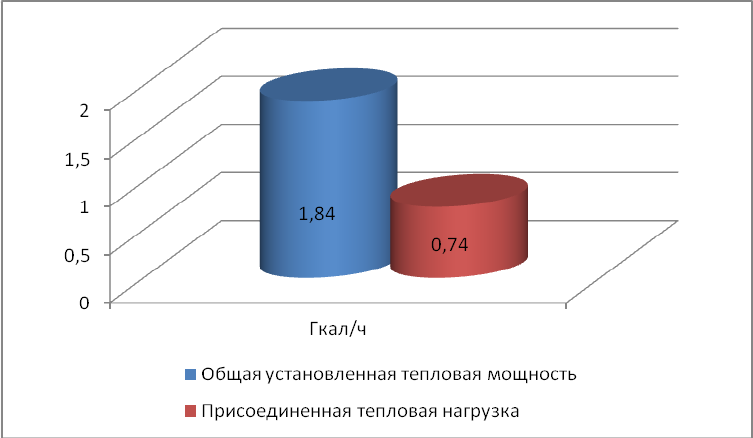 2
1,5
1
0,5
0
1,84
0,74
Гкал/ч
Общая установленная тепловая мощность
Присоединенная тепловая нагрузка